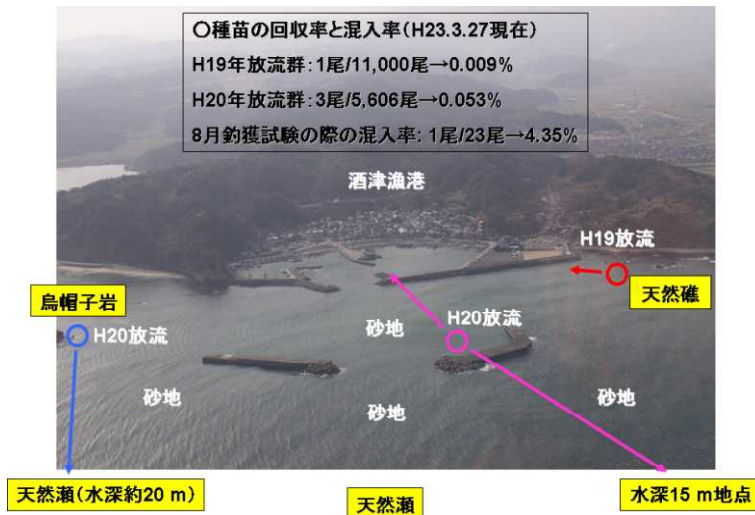 〇種苗の回収率と混入率(H23.3.27現在)
H19年放流群:1尾/11,000尾→0.009%
H20年放流群:3尾/5,606尾→0.053%
8月釣獲試験の際の混入率:1尾/23尾→4.35%
酒津漁港
H19放流
天然礁
烏帽子岩
H20放流
H20放流
砂地
砂地
砂地
砂地
天然瀬(水深約20 m)
天然瀬
水深15 m地点